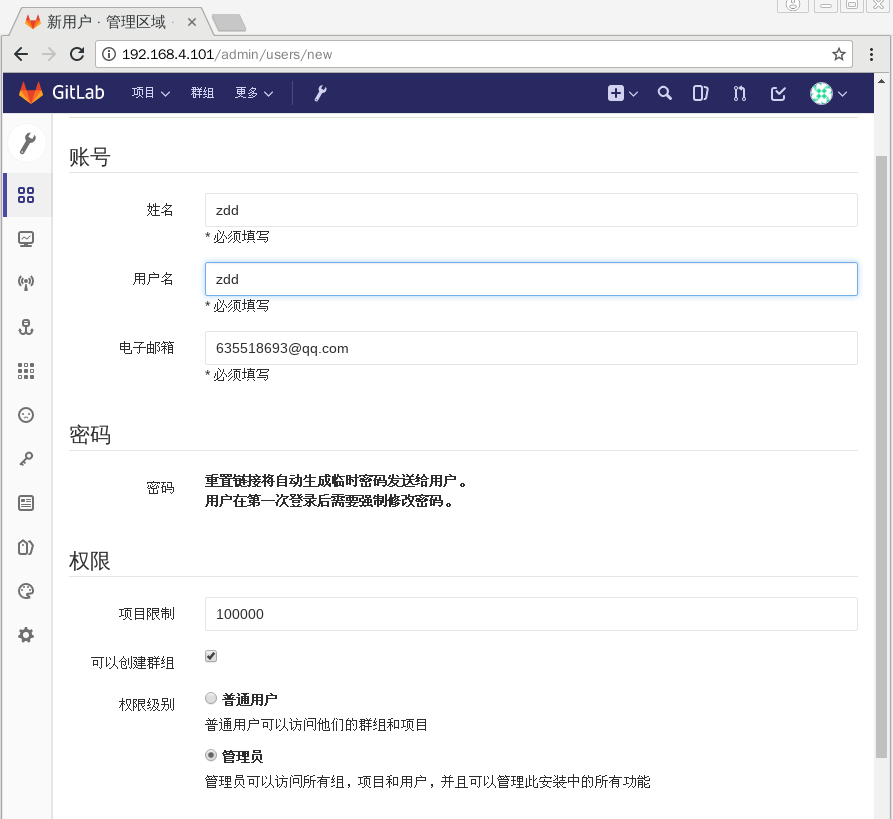 新用户 · 管理区域 ·
192.168.4.101/admin/users/new
GitLab 项目 群组 更多
账号
姓名 zdd
* 必须填写
用户名 zdd
* 必须填写
电子邮箱 635518693@qq.com
* 必须填写
密码
密码 重置链接将自动生成临时密码发送给用户。
用户在第一次登录后需要强制修改密码。
权限
项目限制 100000
可以创建群组
权限级别 普通用户
普通用户可以访问他们的群组和项目
管理员
管理员可以访问所有组，项目和用户，并且可以管理此安装中的所有功能